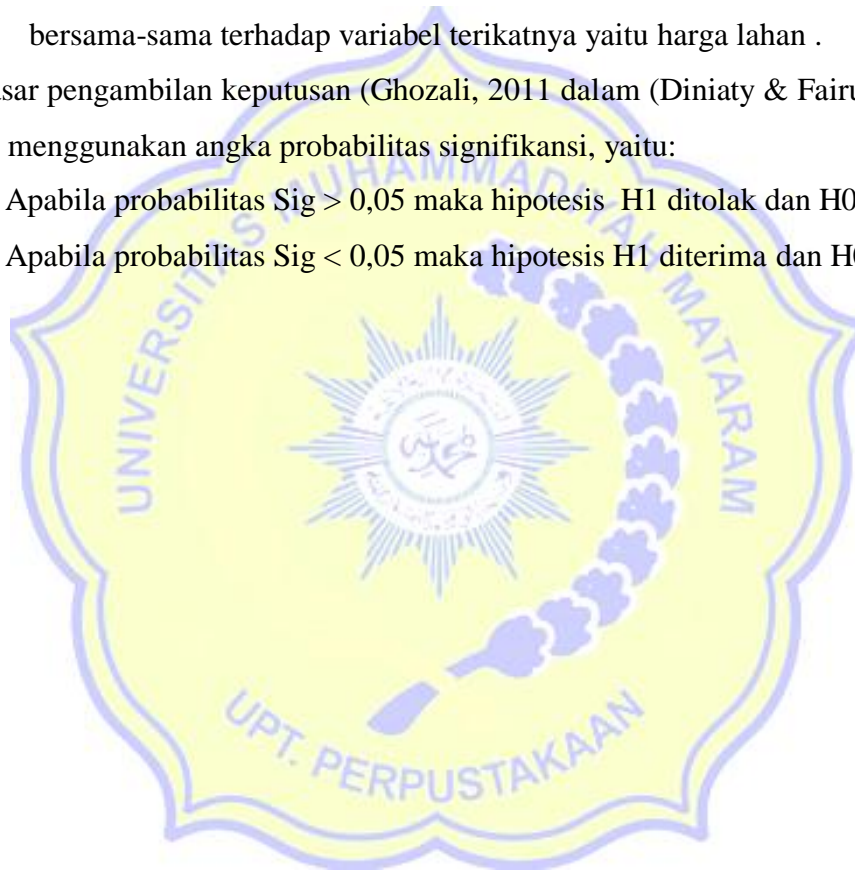 bersama-sama terhadap variabel terikatnya yaitu harga lahan .
sar pengambilan keputusan (Ghozali, 2011 dalam (Diniaty & Fairu
menggunakan angka probabilitas signifikansi, yaitu:
Apabila probabilitas Sig > 0,05 maka hipotesis  H1 ditolak dan H0
Apabila probabilitas Sig < 0,05 maka hipotesis H1 diterima dan H0
UNIVERSITAS MUHAMMADIYAH MATARAM
UPT. PERPUSTAKAAN